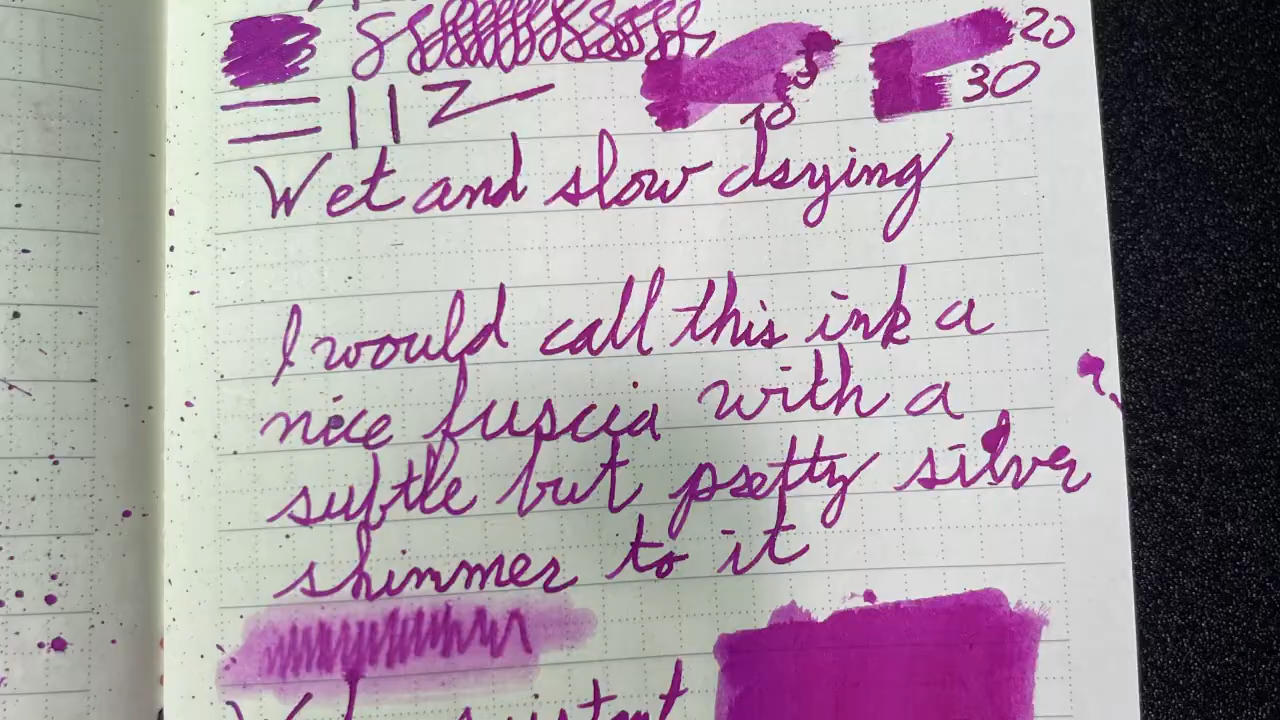 20
5
30
10
Wet and slow drying
I would call this ink a
nice fuscia with a
subtle but pretty silver
shimmer to it